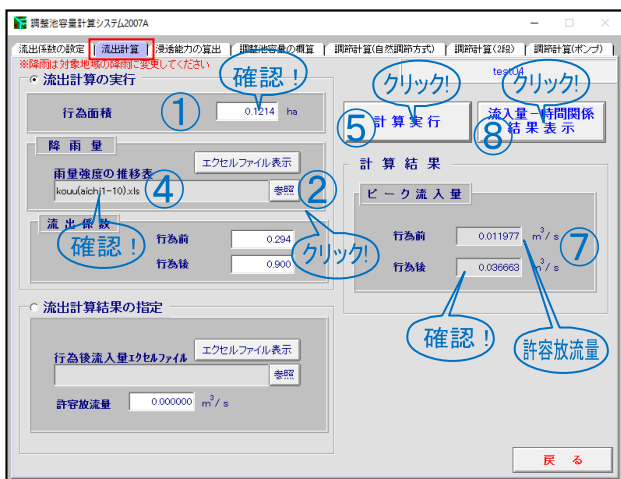 調整池容量計算システム2007A
流出係数の設定
流出計算
浸透能力の算出
調整池容量の概算
調節計算(自然調節方式)
調節計算(2段)
調節計算(ポンプ)
※降雨は対象地域の降雨に変更してください
test04
流出計算の実行
確認！
クリック!
クリック!
行為面積
①
0.1214 ha
⑤
計算実行
⑧
流入量－時間関係
結果表示
降雨量
エクセルファイル表示
雨量強度の推移表
④
kouu(aichi1-10).xls
参照
②
確認！
クリック!
流出係数
行為前
0.294
行為後
0.900
計算結果
ピーク流入量
行為前
0.011977 m³/s
⑦
行為後
0.036663 m³/s
確認！
許容放流量
流出計算結果の指定
エクセルファイル表示
行為後流入量エクセルファイル
参照
許容放流量
0.000000 m³/s
戻る